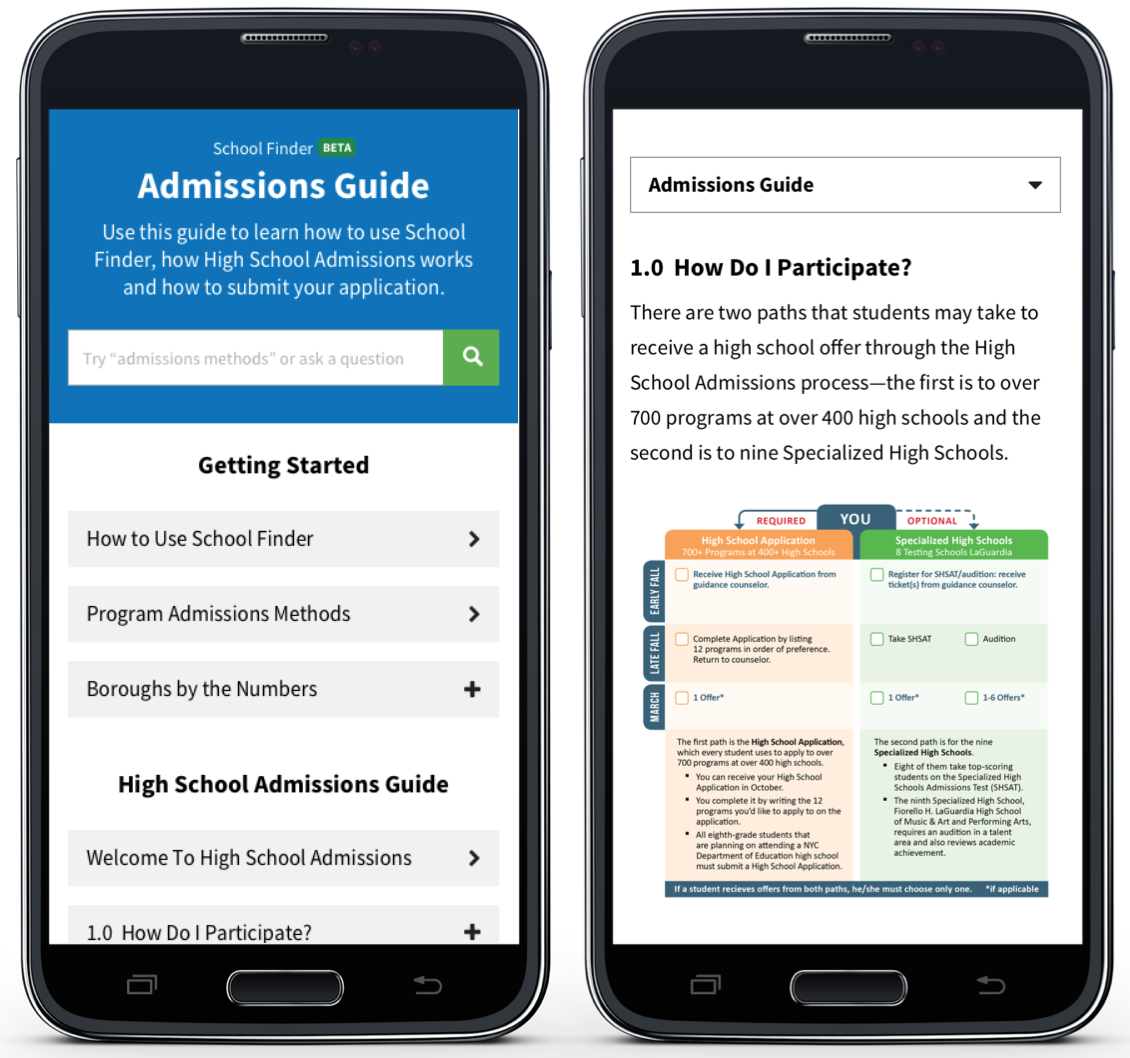 School Finder BETA
Admissions Guide
Use this guide to learn how to use School
Finder, how High School Admissions works
and how to submit your application.
Try “admissions methods” or ask a question
Getting Started
How to Use School Finder
Program Admissions Methods
Boroughs by the Numbers
High School Admissions Guide
Welcome To High School Admissions
1.0 How Do I Participate?
Admissions Guide
1.0 How Do I Participate?
There are two paths that students may take to
receive a high school offer through the High
School Admissions process—the first is to over
700 programs at over 400 high schools and the
second is to nine Specialized High Schools.
REQUIRED YOU OPTIONAL
High School Application
700+ Programs at 400+ High Schools
Specialized High Schools
8 Testing Schools LaGuardia
EARLY FALL
Receive High School Application from
guidance counselor.
Register for SHSAT/audition: receive
ticket(s) from guidance counselor.
LATE FALL
Complete Application by listing
12 programs in order of preference.
Return to counselor.
Take SHSAT
Audition
MARCH
1 Offer*
1 Offer*
1-6 Offers*
The first path is the High School Application,
which every student uses to apply to over
700 programs at over 400 high schools.
▪ You can receive your High School
Application in October.
▪ You complete it by writing the 12
programs you'd like to apply to on the
application.
▪ All eighth-grade students that
are planning on attending a NYC
Department of Education high school
must submit a High School Application.
The second path is for the nine
Specialized High Schools.
▪ Eight of them take top-scoring
students on the Specialized High
Schools Admissions Test (SHSAT).
▪ The ninth Specialized High School,
Fiorello H. LaGuardia High School
of Music & Art and Performing Arts,
requires an audition in a talent
area and also reviews academic
achievement.
If a student recieves offers from both paths, he/she must choose only one. *if applicable